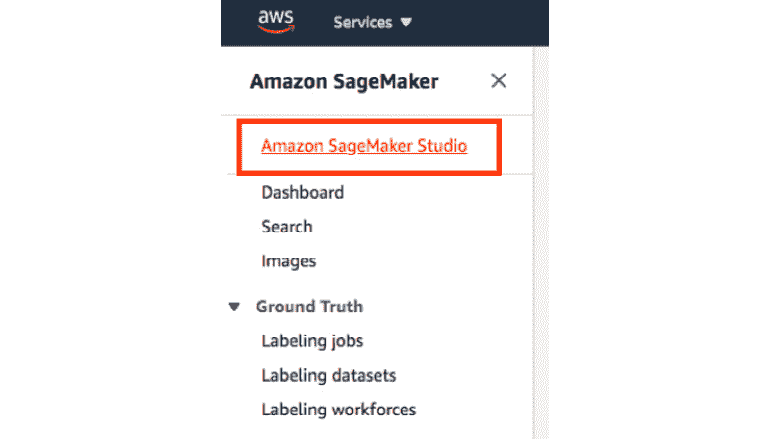 aws Services
Amazon SageMaker
Amazon SageMaker Studio
Dashboard
Search
Images
Ground Truth
Labeling jobs
Labeling datasets
Labeling workforces